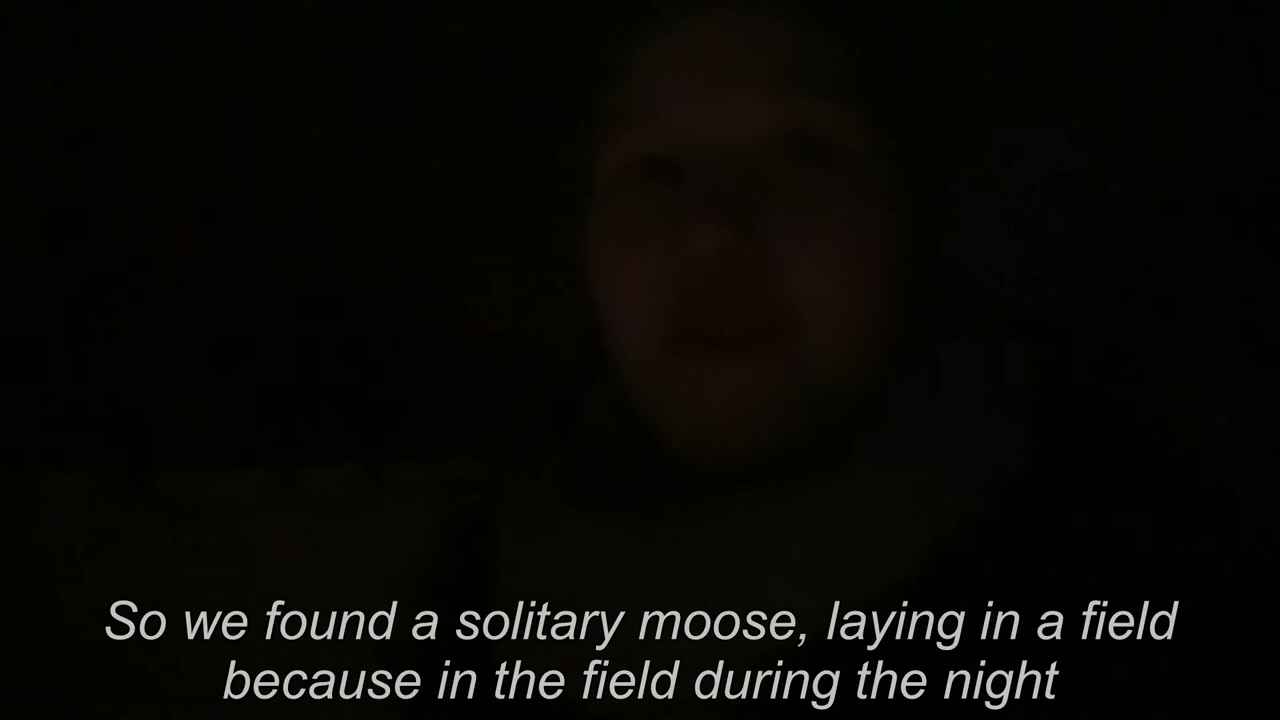 So we found a solitary moose, laying in a field
because in the field during the night